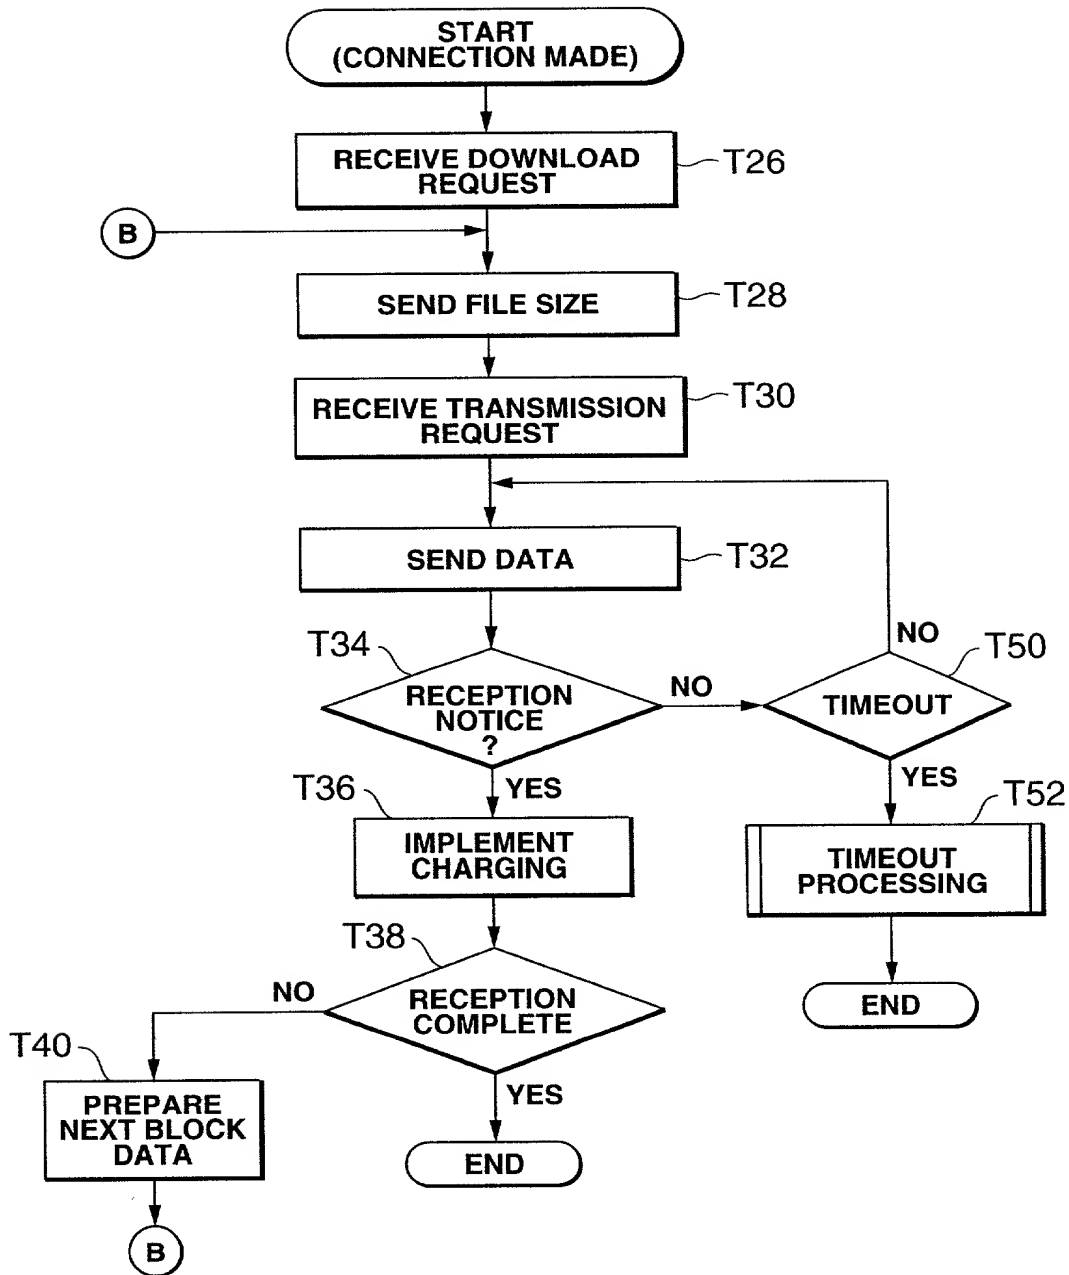 START
(CONNECTION MADE)
RECEIVE DOWNLOAD
REQUEST
T26
B
SEND FILE SIZE
T28
RECEIVE TRANSMISSION
REQUEST
T30
SEND DATA
T32
T34
RECEPTION
NOTICE
?
NO
TIMEOUT
NO
T50
YES
YES
T36
IMPLEMENT
CHARGING
T52
TIMEOUT
PROCESSING
T38
RECEPTION
COMPLETE
NO
END
T40
PREPARE
NEXT BLOCK
DATA
YES
END
B